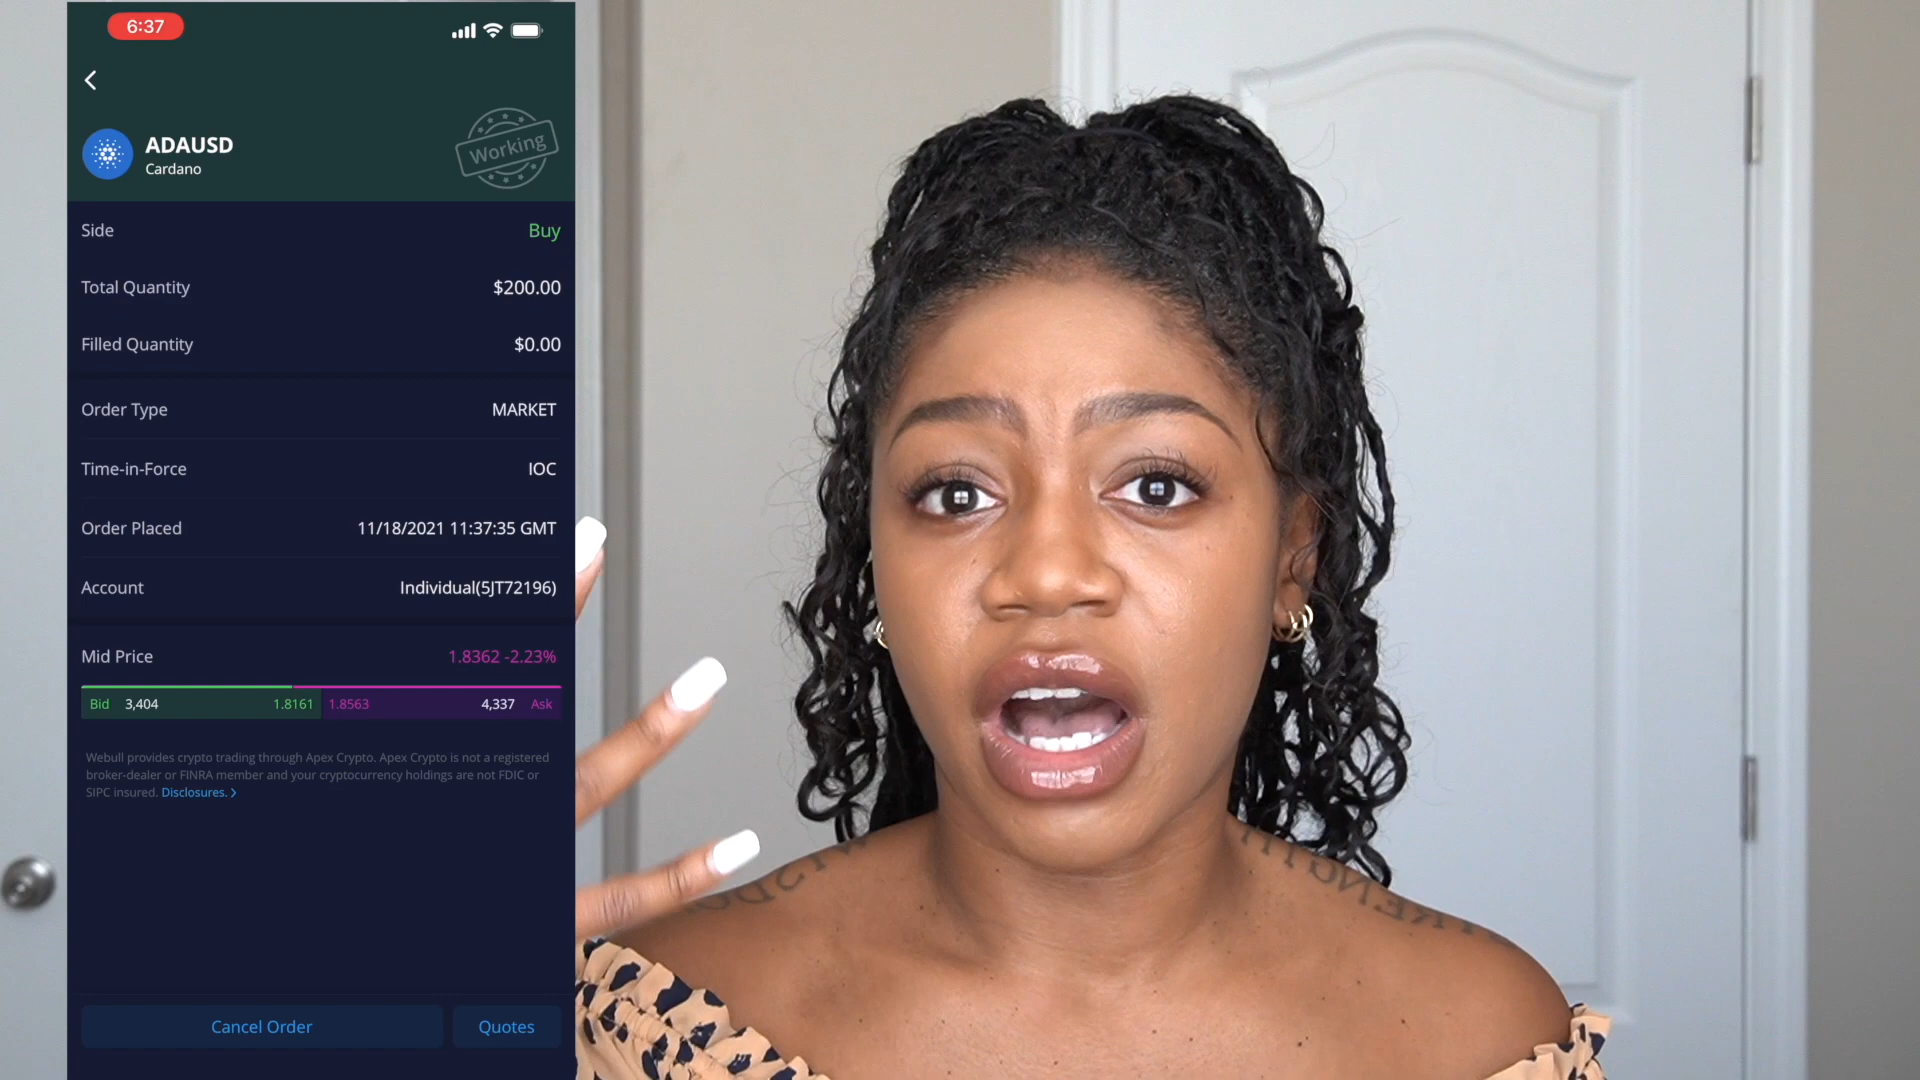 6:37
ADAUSD
Cardano
Working
Side Buy
Total Quantity $200.00
Filled Quantity $0.00
Order Type MARKET
Time-in-Force IOC
Order Placed 11/18/2021 11:37:35 GMT
Account Individual(5JT72196)
Mid Price 1.8362 -2.23%
Bid 3,404 1.8161 1.8563 4,337 Ask
Webull provides crypto trading through Apex Crypto. Apex Crypto is not a registered
broker-dealer or FINRA member and your cryptocurrency holdings are not FDIC or
SIPC insured. Disclosures. >
Cancel Order Quotes